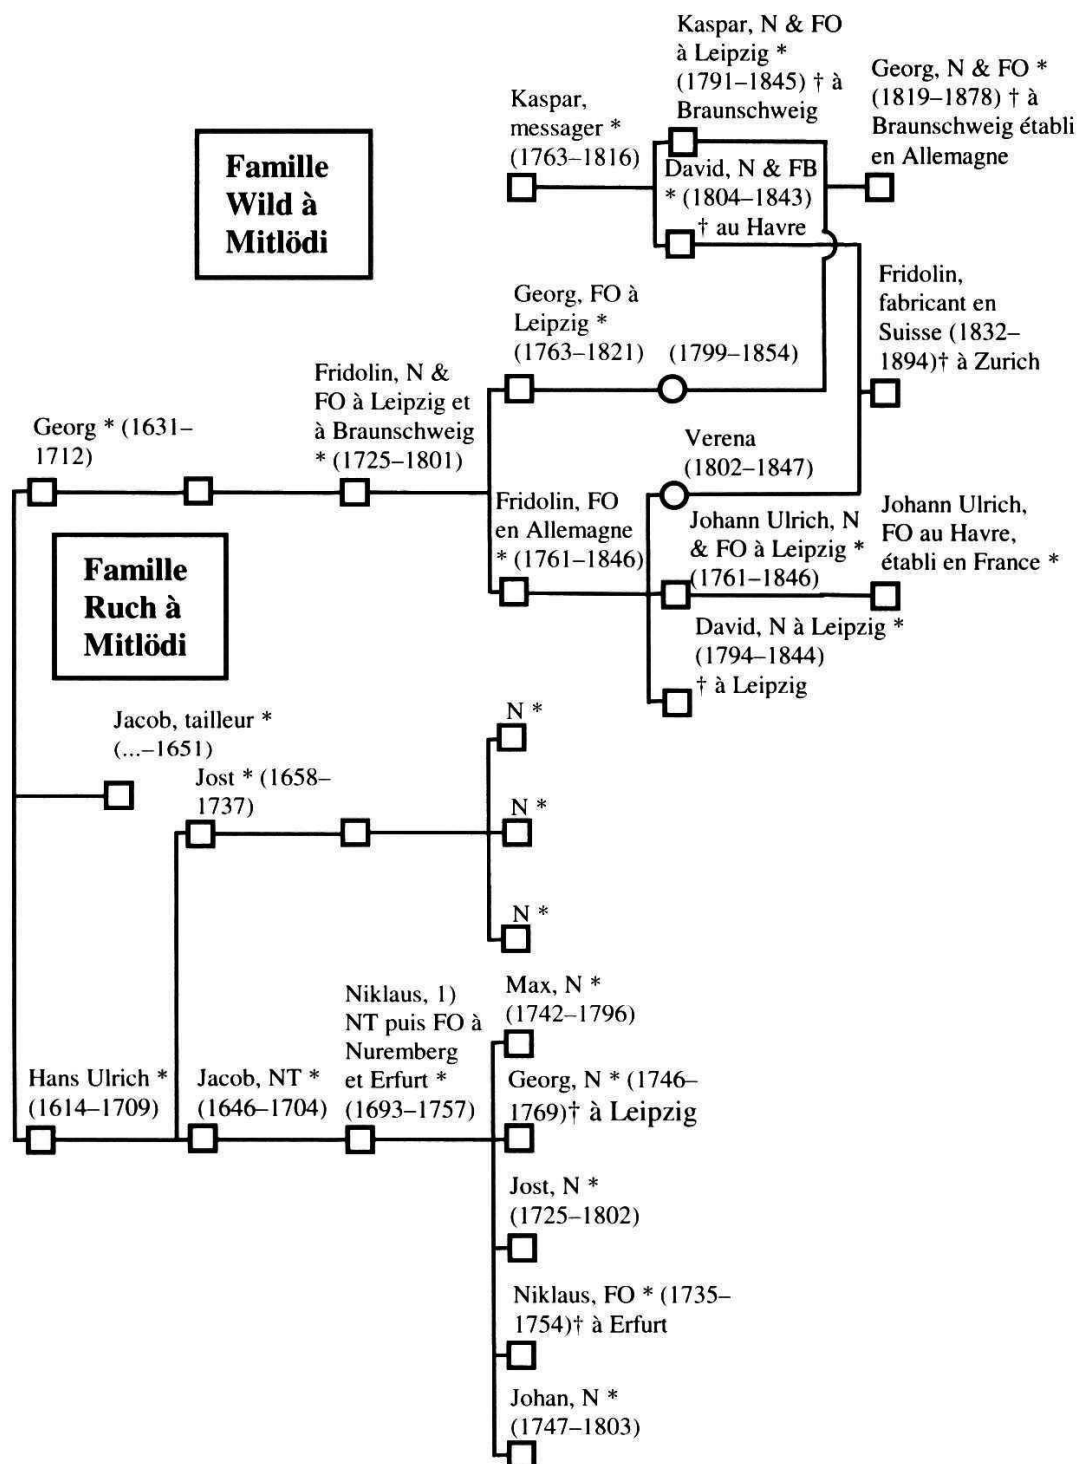 Kaspar, N & FO
à Leipzig *
(1791–1845) † à
Braunschweig
Georg, N & FO *
(1819–1878) † à
Braunschweig établi
en Allemagne
Kaspar,
messager *
(1763–1816)
Famille
Wild à
Mitlödi
David, N & FB
* (1804–1843)
† au Havre
Georg, FO à
Leipzig *
(1763–1821)
(1799–1854)
Fridolin,
fabricant en
Suisse (1832–
1894)† à Zurich
Fridolin, N &
FO à Leipzig et
à Braunschweig
* (1725–1801)
Georg * (1631–
1712)
Verena
(1802–1847)
Fridolin, FO
en Allemagne
* (1761–1846)
Johann Ulrich, N
& FO à Leipzig *
(1761–1846)
Johann Ulrich,
FO au Havre,
établi en France *
Famille
Ruch à
Mitlödi
David, N à Leipzig *
(1794–1844)
† à Leipzig
Jacob, tailleur *
(...–1651)
Jost * (1658–
1737)
N *
N *
N *
Max, N *
(1742–1796)
Niklaus, 1)
NT puis FO à
Nuremberg
et Erfurt *
(1693–1757)
Hans Ulrich *
(1614–1709)
Jacob, NT *
(1646–1704)
Georg, N * (1746–
1769)† à Leipzig
Jost, N *
(1725–1802)
Niklaus, FO * (1735–
1754)† à Erfurt
Johan, N *
(1747–1803)